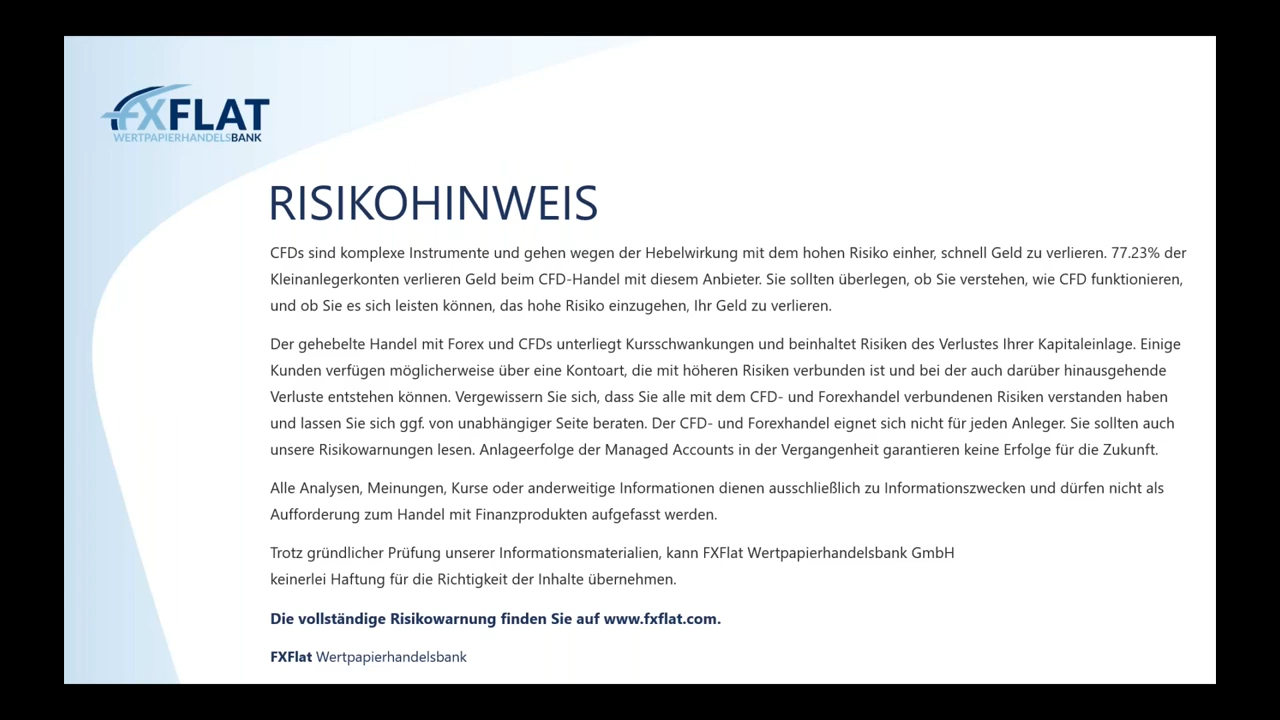 FXFLAT
WERTPAPIERHANDELSBANK
RISIKOHINWEIS
CFDs sind komplexe Instrumente und gehen wegen der Hebelwirkung mit dem hohen Risiko einher, schnell Geld zu verlieren. 77.23% der
Kleinanlegerkonten verlieren Geld beim CFD-Handel mit diesem Anbieter. Sie sollten überlegen, ob Sie verstehen, wie CFD funktionieren,
und ob Sie es sich leisten können, das hohe Risiko einzugehen, Ihr Geld zu verlieren.
Der gehebelte Handel mit Forex und CFDs unterliegt Kursschwankungen und beinhaltet Risiken des Verlustes Ihrer Kapitaleinlage. Einige
Kunden verfügen möglicherweise über eine Kontoart, die mit höheren Risiken verbunden ist und bei der auch darüber hinausgehende
Verluste entstehen können. Vergewissern Sie sich, dass Sie alle mit dem CFD- und Forexhandel verbundenen Risiken verstanden haben
und lassen Sie sich ggf. von unabhängiger Seite beraten. Der CFD- und Forexhandel eignet sich nicht für jeden Anleger. Sie sollten auch
unsere Risikowarnungen lesen. Anlageerfolge der Managed Accounts in der Vergangenheit garantieren keine Erfolge für die Zukunft.
Alle Analysen, Meinungen, Kurse oder anderweitige Informationen dienen ausschließlich zu Informationszwecken und dürfen nicht als
Aufforderung zum Handel mit Finanzprodukten aufgefasst werden.
Trotz gründlicher Prüfung unserer Informationsmaterialien, kann FXFlat Wertpapierhandelsbank GmbH
keinerlei Haftung für die Richtigkeit der Inhalte übernehmen.
Die vollständige Risikowarnung finden Sie auf www.fxflat.com.
FXFlat Wertpapierhandelsbank